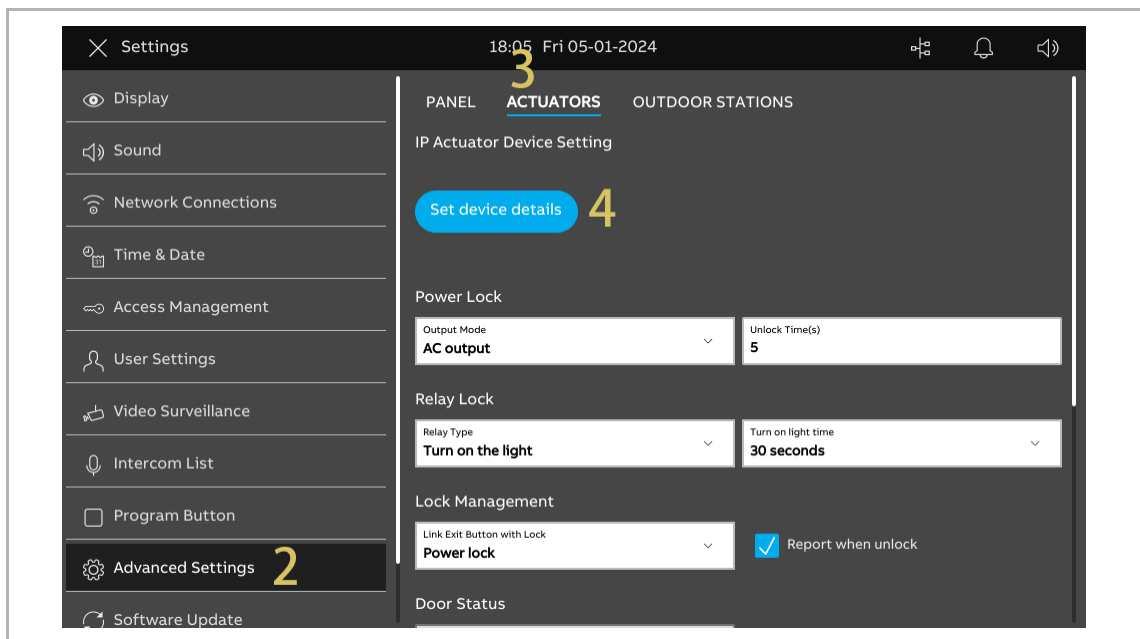 Settings
18:05 Fri 05-01-2024
3
Display
Sound
Network Connections
Time & Date
31
Access Management
User Settings
Video Surveillance
Intercom List
Program Button
Advanced Settings 2
Software Update
PANEL ACTUATORS OUTDOOR STATIONS
IP Actuator Device Setting
Set device details 4
Power Lock
Output Mode
AC output
Unlock Time(s)
5
Relay Lock
Relay Type
Turn on the light
Turn on light time
30 seconds
Lock Management
Link Exit Button with Lock
Power lock
Report when unlock
Door Status